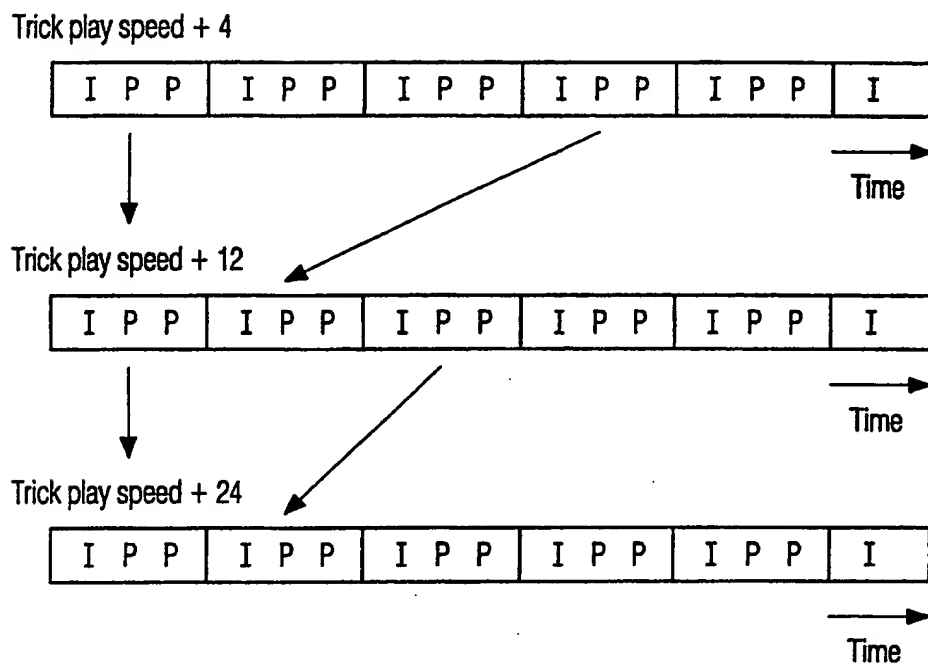 Trick play speed + 4
I P P I P P I P P I P P I P P I
Time
Trick play speed + 12
I P P I P P I P P I P P I P P I
Time
Trick play speed + 24
I P P I P P I P P I P P I P P I
Time